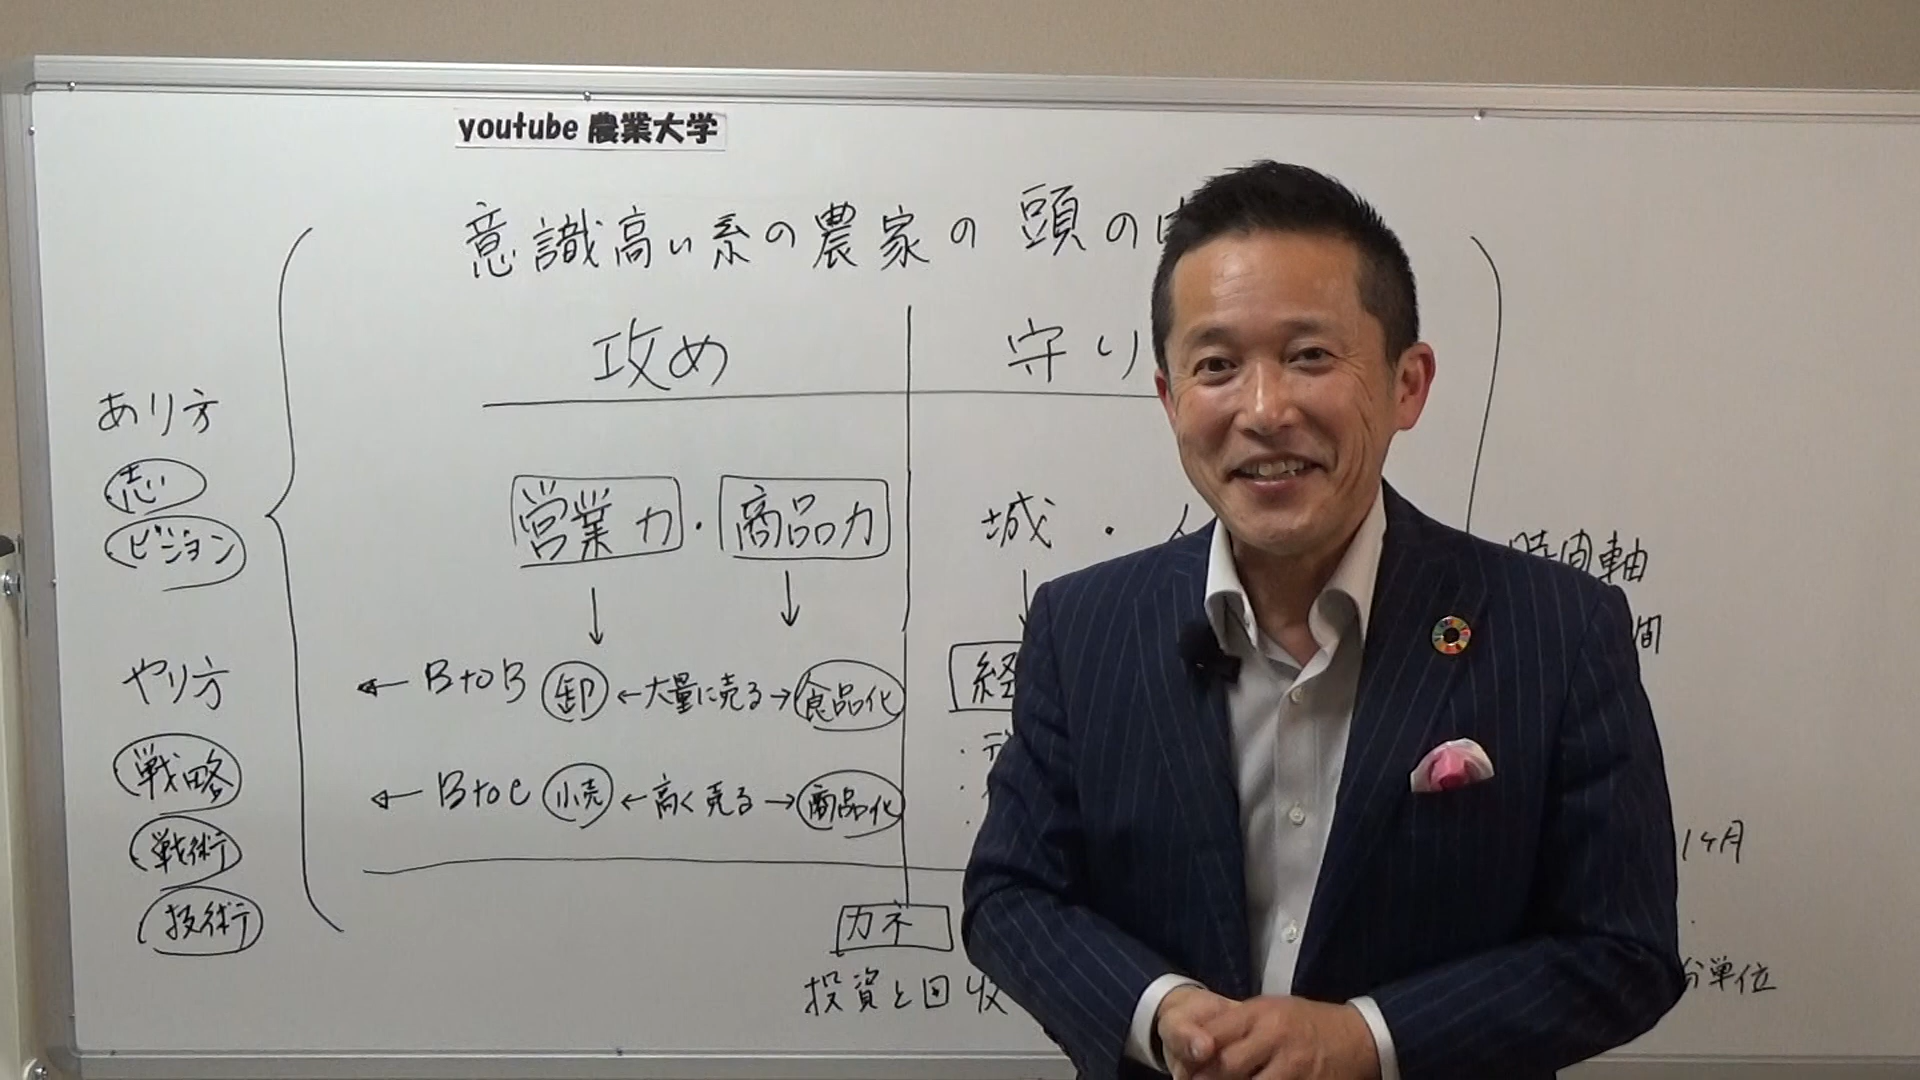 youtube 農業大学
意識高い系の農家の頭の
攻め 守り
あり方
志
ビジョン
営業力・商品力 城・
時間軸
間
やり方
← BtoB 卸 ←大量に売る→ 食品化
経
戦略
← BtoC 小売 ←高く売る→ 商品化
戦術
1ヶ月
技術
カネ
投資と回収
分単位